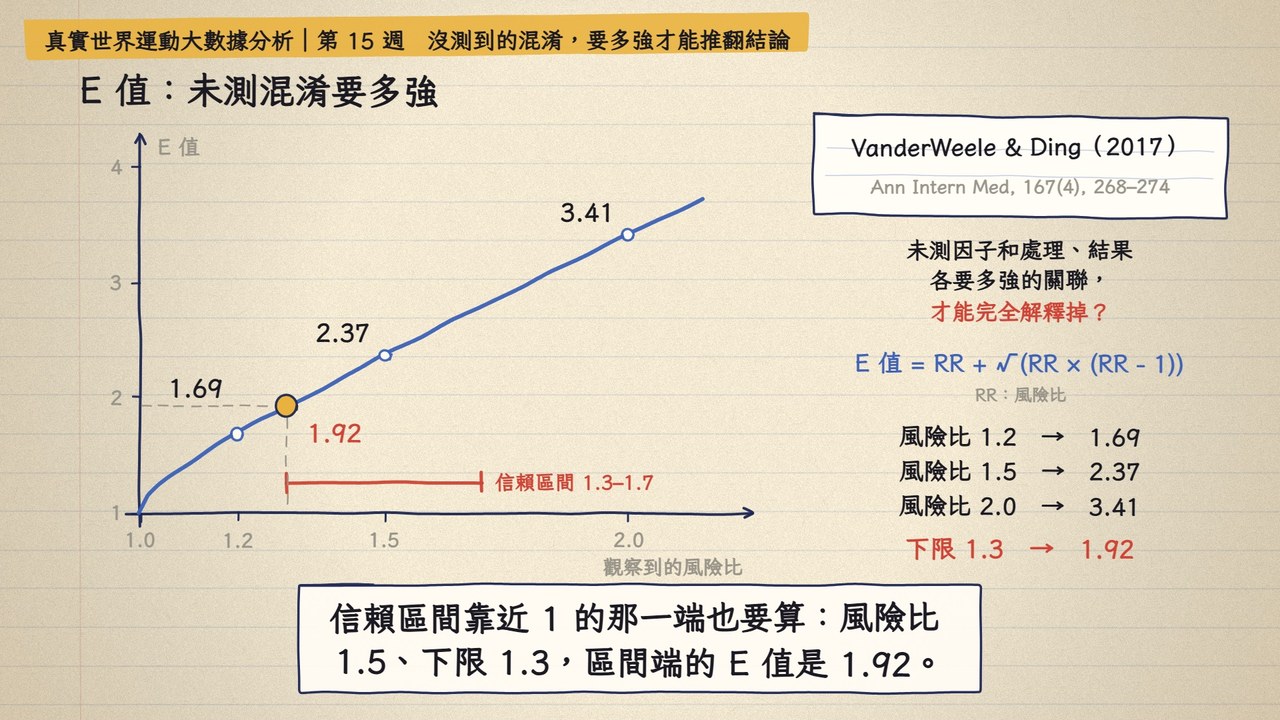 真實世界運動大數據分析｜第 15 週　沒測到的混淆，要多強才能推翻結論
E 值：未測混淆要多強
E 值
4
3
2
1
1.0
1.2
1.5
2.0
觀察到的風險比
1.69
1.92
2.37
3.41
信賴區間 1.3–1.7
VanderWeele & Ding（2017）
Ann Intern Med, 167(4), 268–274
未測因子和處理、結果
各要多強的關聯，
才能完全解釋掉？
E 值 = RR + √(RR × (RR - 1))
RR：風險比
風險比 1.2 → 1.69
風險比 1.5 → 2.37
風險比 2.0 → 3.41
下限 1.3 → 1.92
信賴區間靠近 1 的那一端也要算：風險比
1.5、下限 1.3，區間端的 E 值是 1.92。